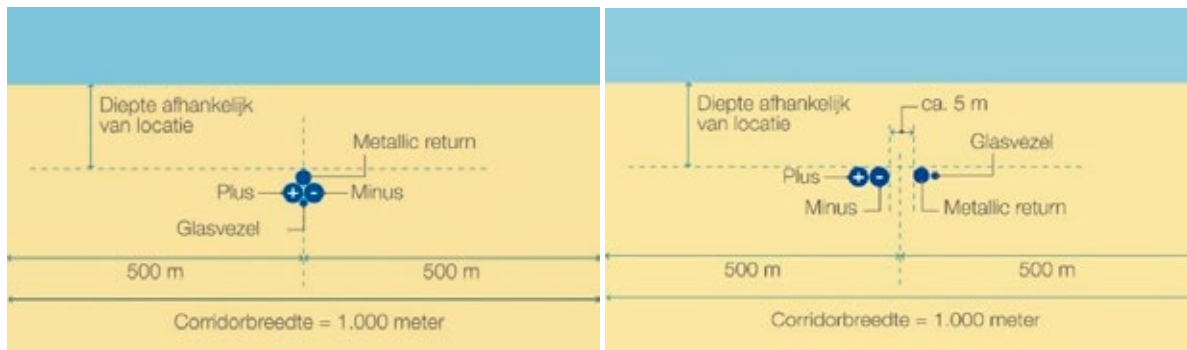 Diepte afhankelijk
van locatie
Metallic return
Plus
+
-
Minus
Glasvezel
500 m
500 m
Corridorbreedte = 1.000 meter
Diepte afhankelijk
van locatie
ca. 5 m
Glasvezel
Plus
+
-
Minus
Metallic return
500 m
500 m
Corridorbreedte = 1.000 meter